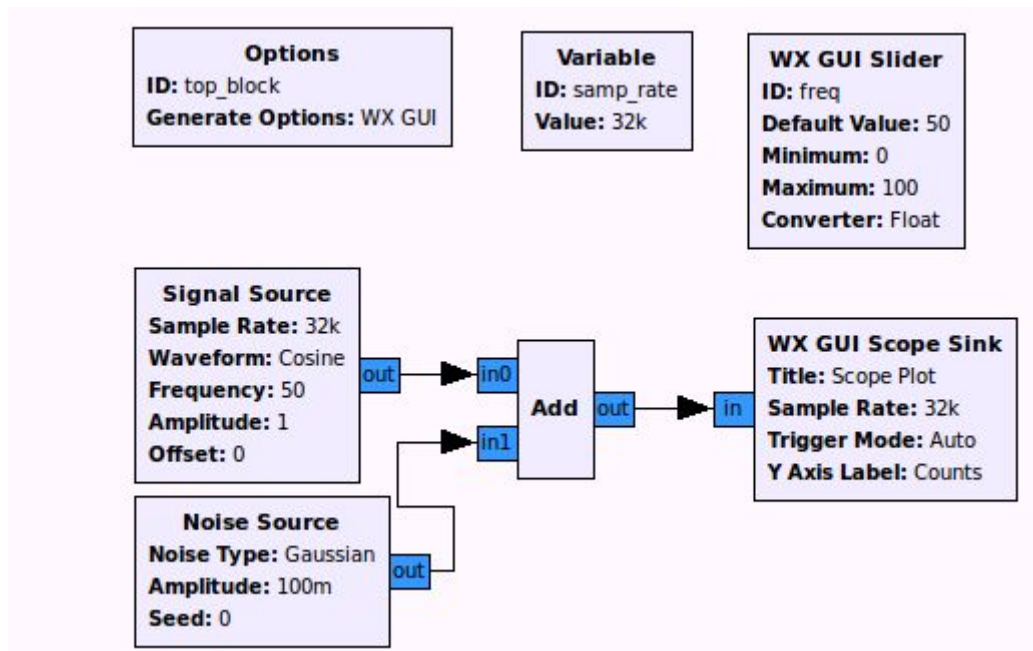 Options
ID: top_block
Generate Options: WX GUI
Variable
ID: samp_rate
Value: 32k
WX GUI Slider
ID: freq
Default Value: 50
Minimum: 0
Maximum: 100
Converter: Float
Signal Source
Sample Rate: 32k
Waveform: Cosine
Frequency: 50
Amplitude: 1
Offset: 0
out
Noise Source
Noise Type: Gaussian
Amplitude: 100m
Seed: 0
out
in0
in1
Add
out
in
WX GUI Scope Sink
Title: Scope Plot
Sample Rate: 32k
Trigger Mode: Auto
Y Axis Label: Counts